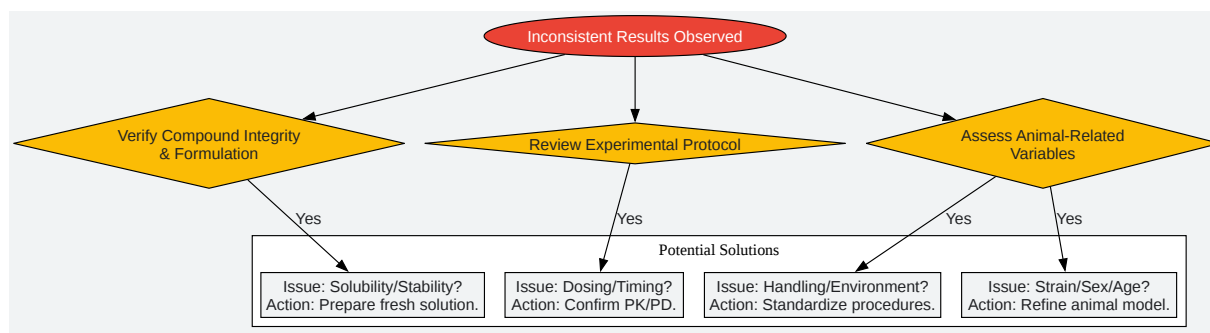 Inconsistent Results Observed
Verify Compound Integrity
& Formulation
Review Experimental Protocol
Assess Animal-Related
Variables
Yes
Yes
Yes
Yes
Potential Solutions
Issue: Solubility/Stability?
Action: Prepare fresh solution.
Issue: Dosing/Timing?
Action: Confirm PK/PD.
Issue: Handling/Environment?
Action: Standardize procedures.
Issue: Strain/Sex/Age?
Action: Refine animal model.